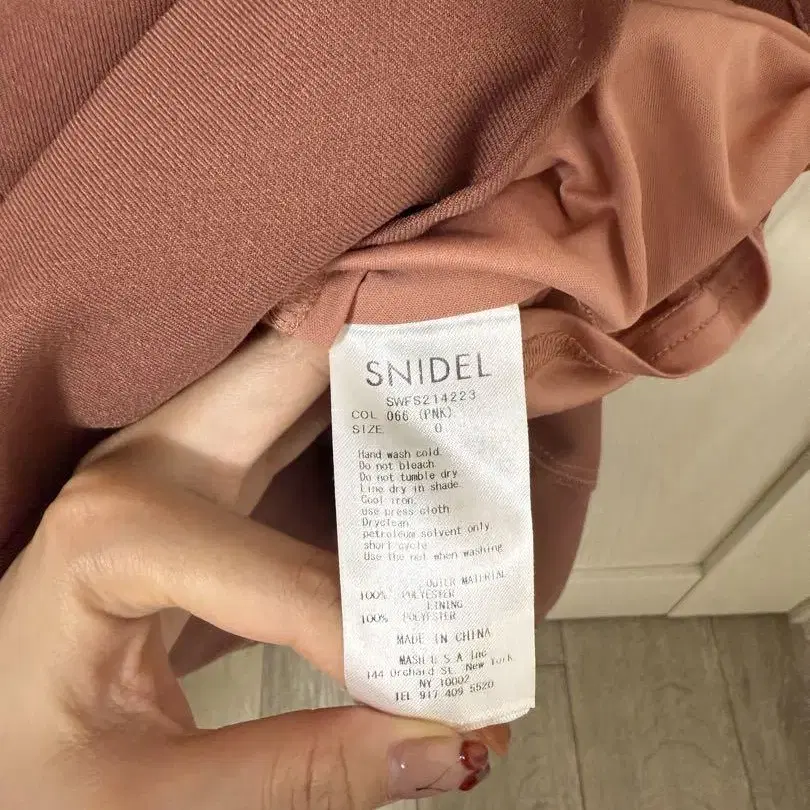 SNIDEL
SWFS214223
COL 066 (PNK)
SIZE 0
Hand wash cold
Do not bleach
Do not tumble dry
Line dry in shade
Cool iron,
use press cloth
Dryclean
petroleum solvent only
short cycle
Use the net when washing
OUTER MATERIAL
100% POLYESTER
LINING
100% POLYESTER
MADE IN CHINA
MASH U S A Inc
144 Orchard St. New York
NY 10002
TEL 917 409 5520